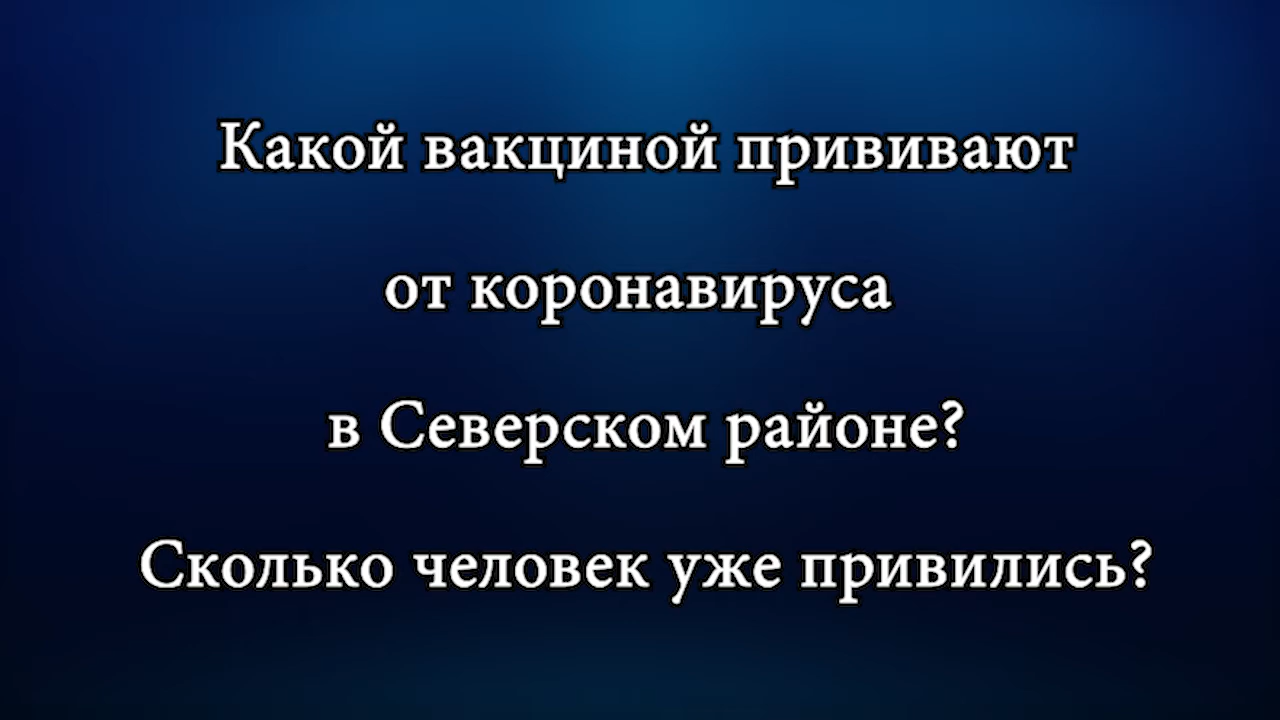 Какой вакциной прививают
от коронавируса
в Северском районе?
Сколько человек уже привились?